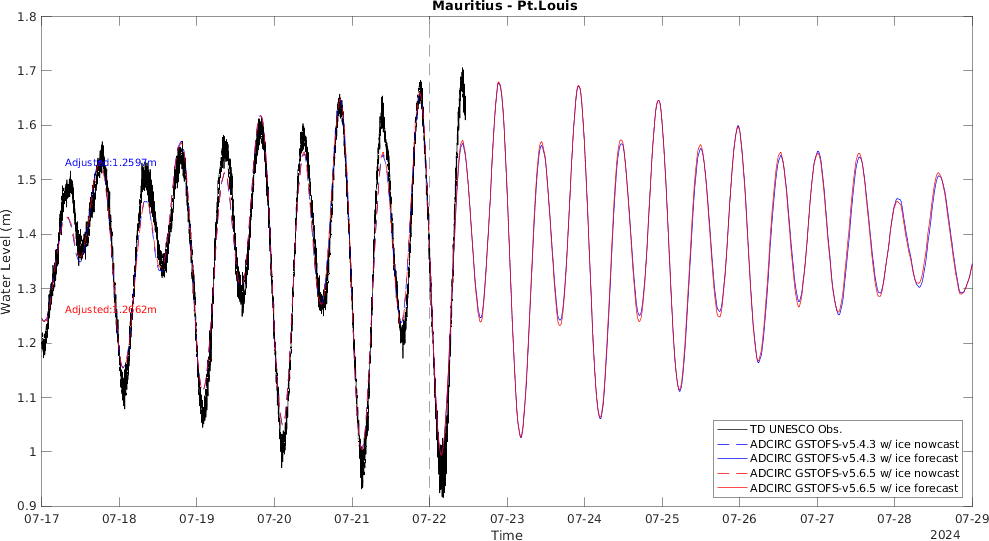 Mauritius - Pt.Louis
1.8
1.7
1.6
1.5
1.4
1.3
1.2
1.1
1
0.9
Water Level (m)
Adjusted:1.2597m
Adjusted:1.2662m
TD UNESCO Obs.
ADCIRC GSTOFS-v5.4.3 w/ ice nowcast
ADCIRC GSTOFS-v5.4.3 w/ ice forecast
ADCIRC GSTOFS-v5.6.5 w/ ice nowcast
ADCIRC GSTOFS-v5.6.5 w/ ice forecast
07-17 07-18 07-19 07-20 07-21 07-22 07-23 07-24 07-25 07-26 07-27 07-28 07-29
Time
2024